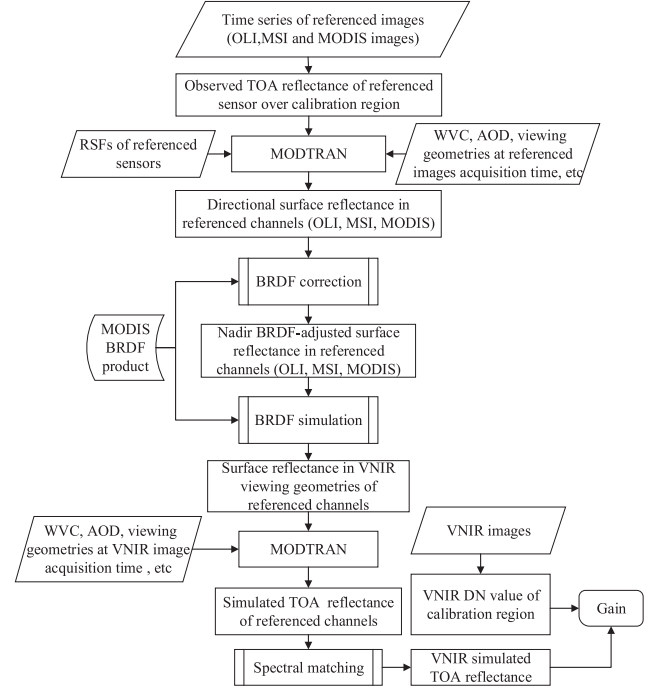 Time series of referenced images
(OLI,MSI and MODIS images)
Observed TOA reflectance of referenced
sensor over calibration region
RSFs of referenced
sensors
MODTRAN
WVC, AOD, viewing
geometries at referenced
images acquisition time, etc
Directional surface reflectance in
referenced channels (OLI, MSI, MODIS)
BRDF correction
MODIS
BRDF
product
Nadir BRDF-adjusted surface
reflectance in referenced
channels (OLI, MSI, MODIS)
BRDF simulation
Surface reflectance in VNIR
viewing geometries of
referenced channels
WVC, AOD, viewing
geometries at VNIR image
acquisition time , etc
MODTRAN
VNIR images
Simulated TOA reflectance
of referenced channels
VNIR DN value of
calibration region
Gain
Spectral matching
VNIR simulated
TOA reflectance